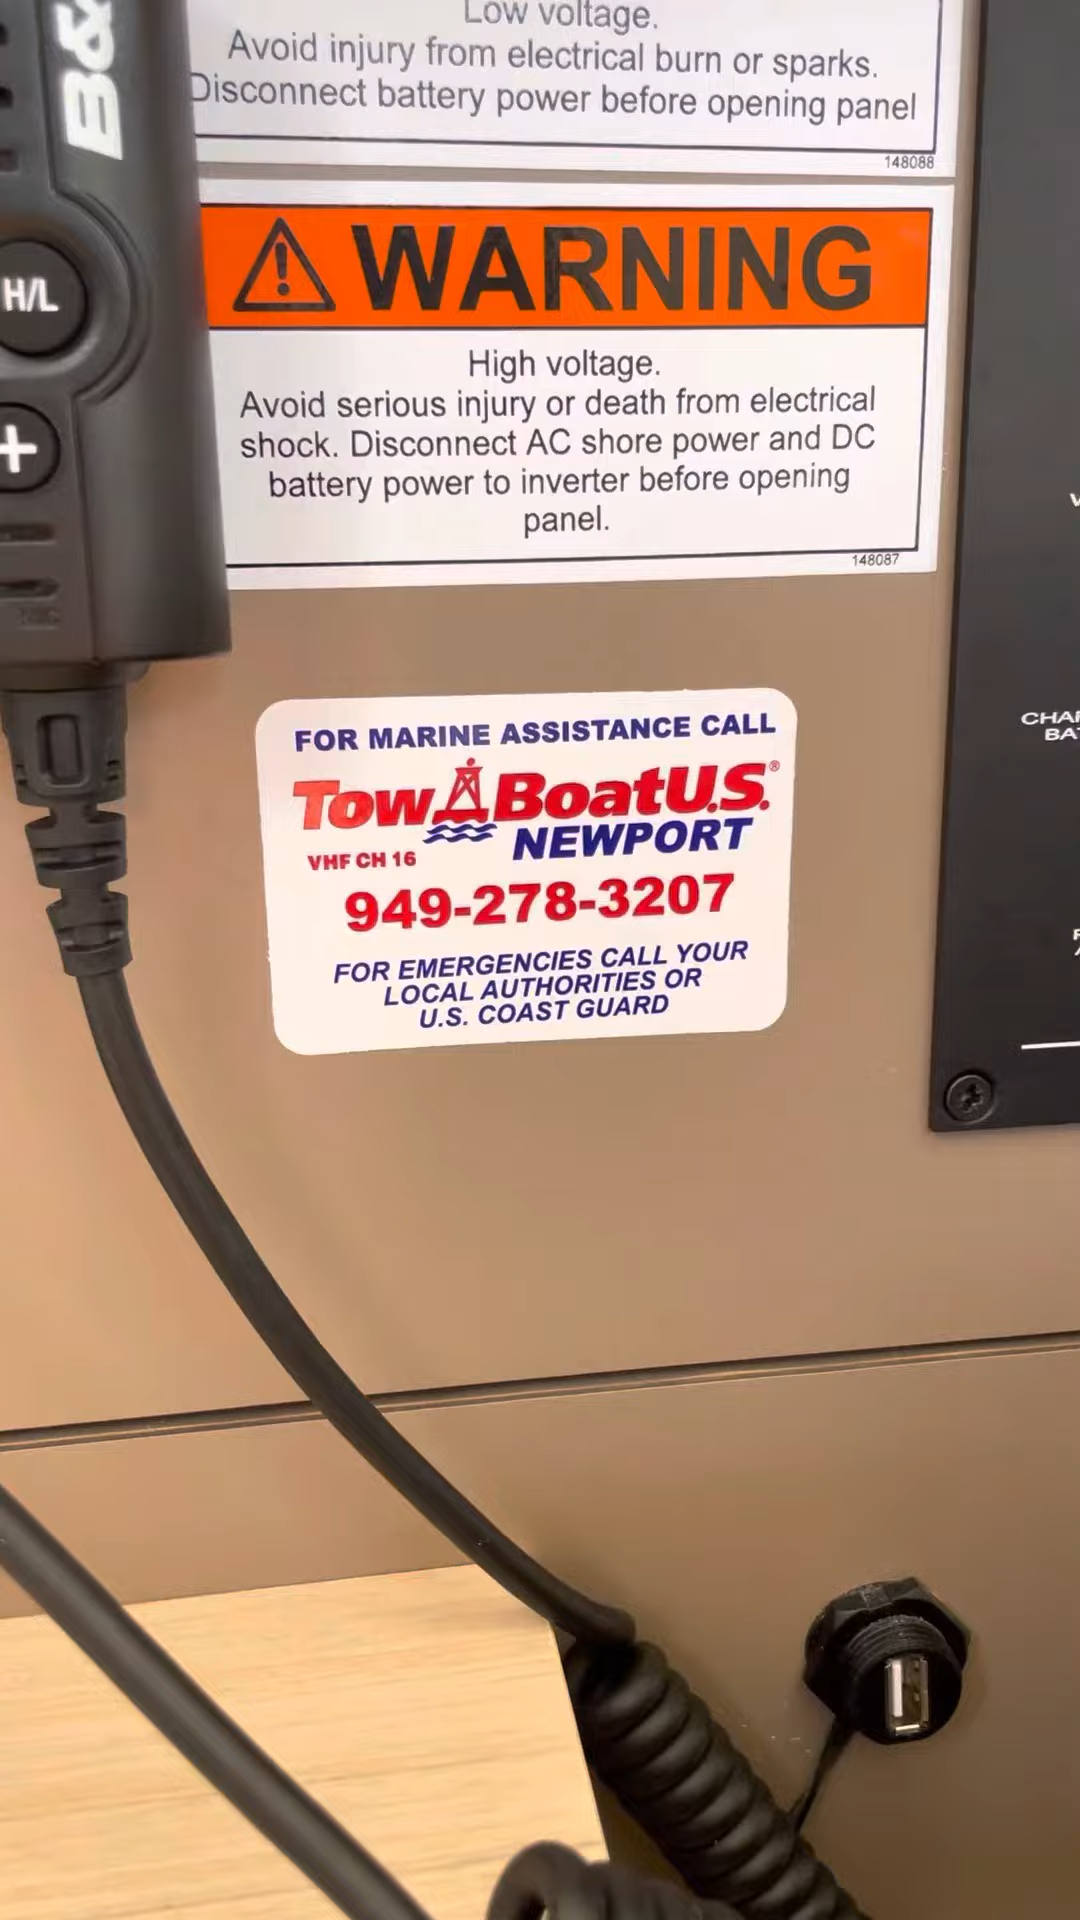 Low voltage.
Avoid injury from electrical burn or sparks.
Disconnect battery power before opening panel
148088
B&
WARNING
H/L
High voltage.
Avoid serious injury or death from electrical
shock. Disconnect AC shore power and DC
battery power to inverter before opening
panel.
148087
+
FOR MARINE ASSISTANCE CALL
TOWBOATU.S.®
NEWPORT
VHF CH 16
949-278-3207
FOR EMERGENCIES CALL YOUR
LOCAL AUTHORITIES OR
U.S. COAST GUARD
CHAR
BAT